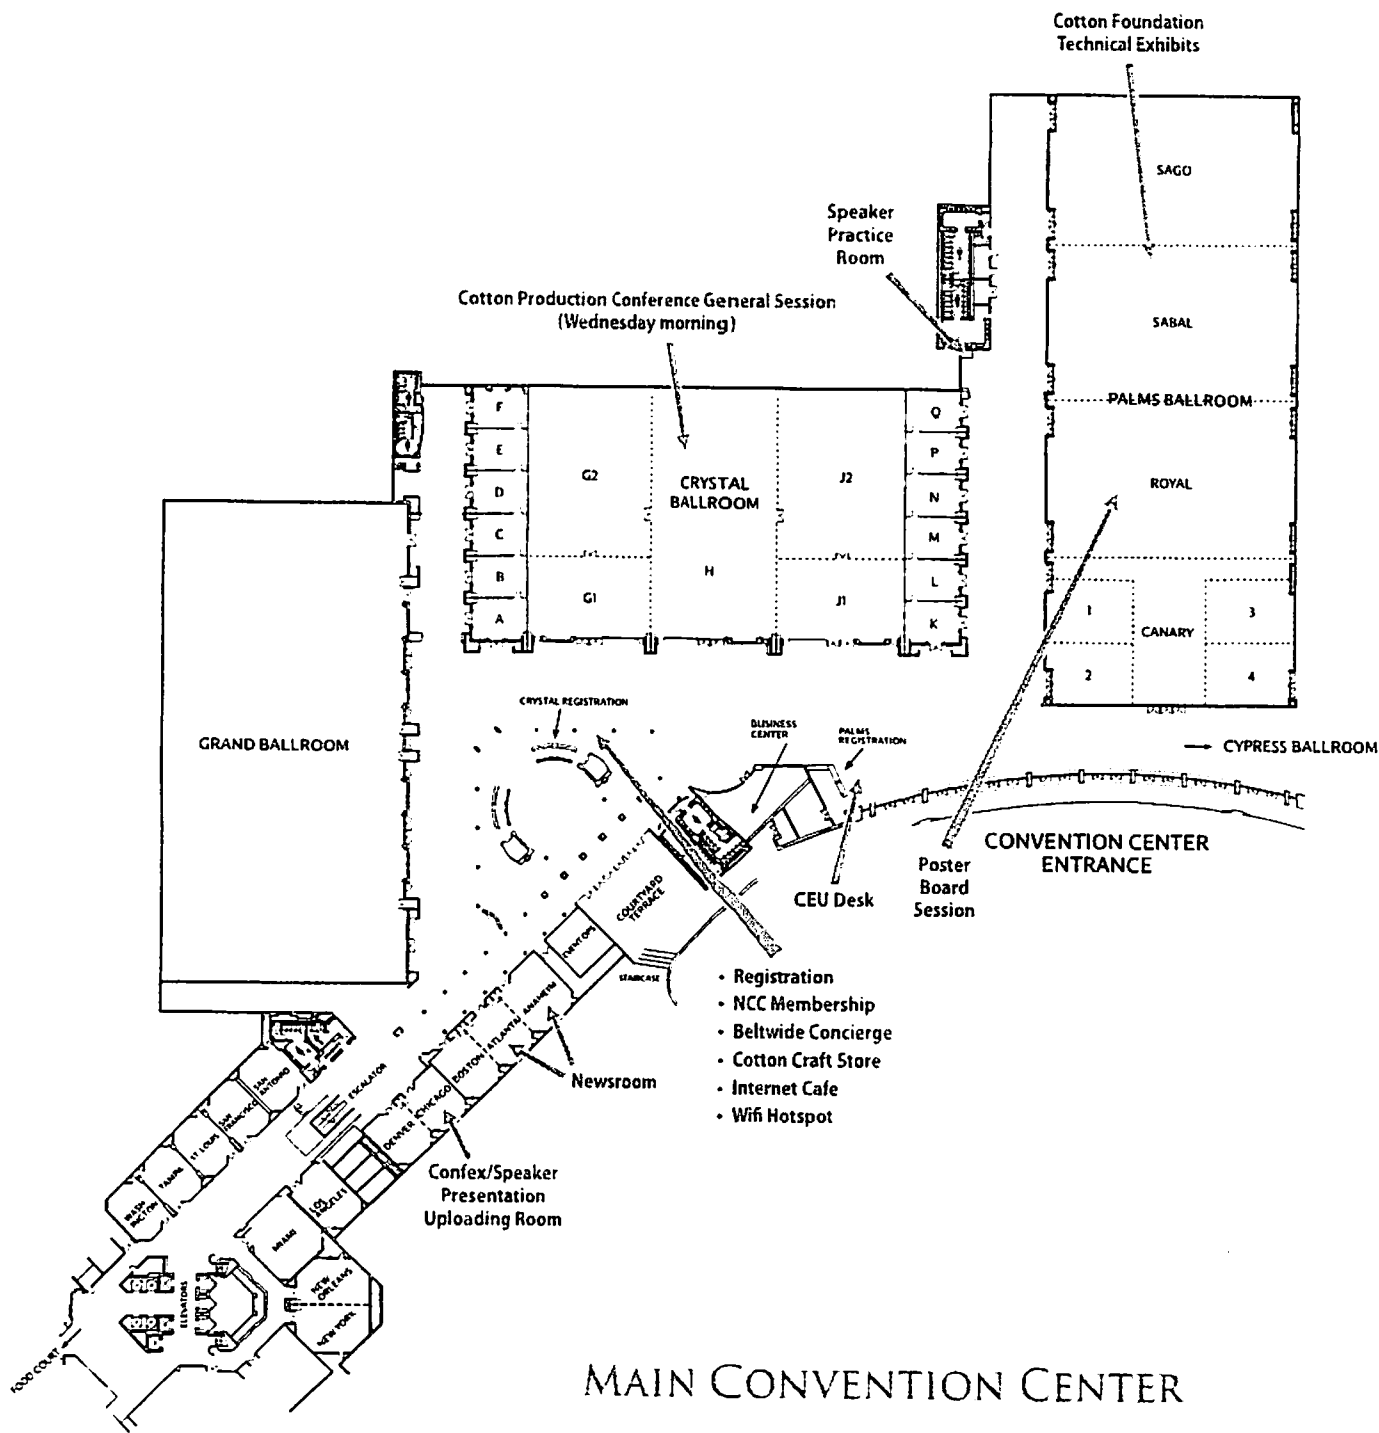 Cotton Foundation
Technical Exhibits
SAGO
Speaker
Practice
Room
Cotton Production Conference General Session
(Wednesday morning)
SABAL
PALMS BALLROOM
ROYAL
F
E
D
C
B
A
G2
G1
CRYSTAL
BALLROOM
H
J2
J1
Q
P
N
M
L
K
1
2
CANARY
3
4
GRAND BALLROOM
CRYSTAL REGISTRATION
BUSINESS
CENTER
PALMS
REGISTRATION
CYPRESS BALLROOM
CONVENTION CENTER
ENTRANCE
Poster
Board
Session
CEU Desk
COURTYARD
TERRACE
EVENT OPS
STAIRCASE
• Registration
• NCC Membership
• Beltwide Concierge
• Cotton Craft Store
• Internet Cafe
• Wifi Hotspot
ANAHEIM
ATLANTA
BOSTON
CHICAGO
DENVER
Newsroom
ESCALATOR
SAN
ANTONIO
SAN
FRANCISCO
ST. LOUIS
TAMPA
WASH
INGTON
Confex/Speaker
Presentation
Uploading Room
LOS
ANGELES
MIAMI
NEW
ORLEANS
NEW YORK
ELEVATORS
FOOD COURT
MAIN CONVENTION CENTER